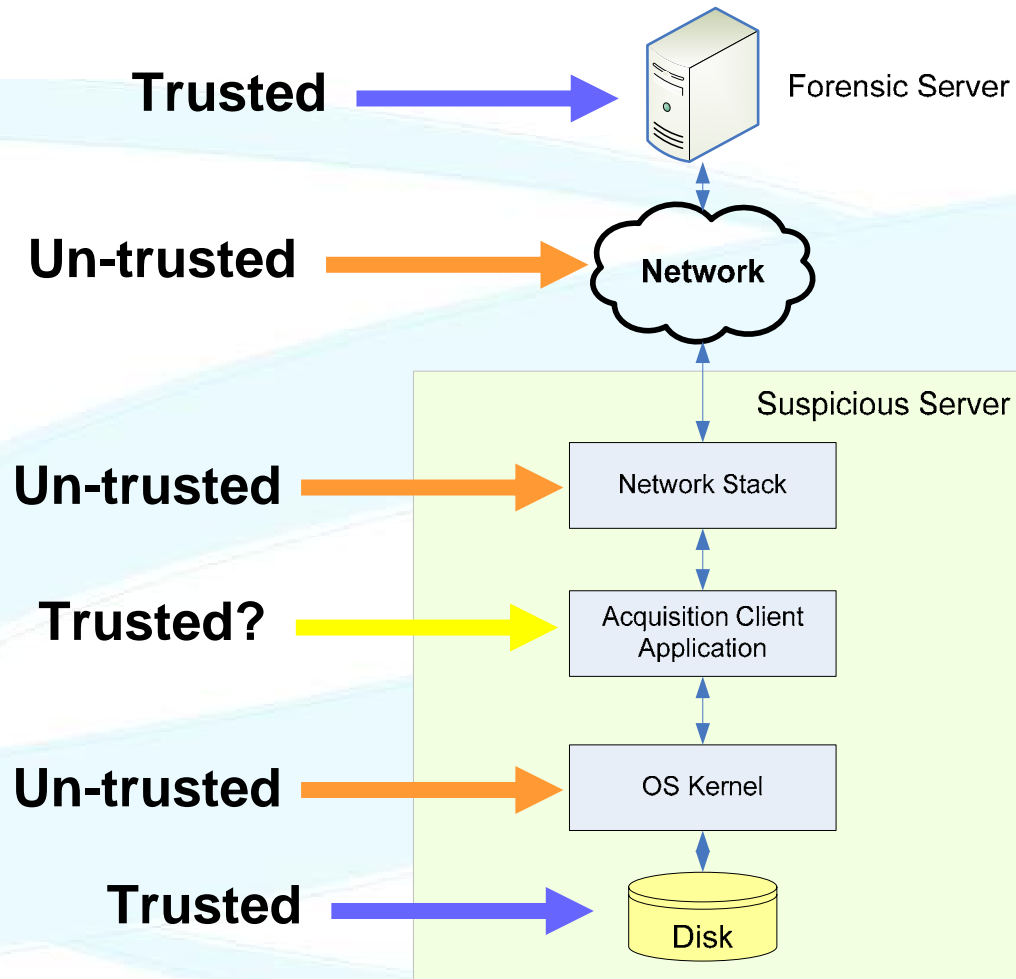 Trusted
Forensic Server
Un-trusted
Network
Suspicious Server
Un-trusted
Network Stack
Trusted?
Acquisition Client
Application
Un-trusted
OS Kernel
Trusted
Disk